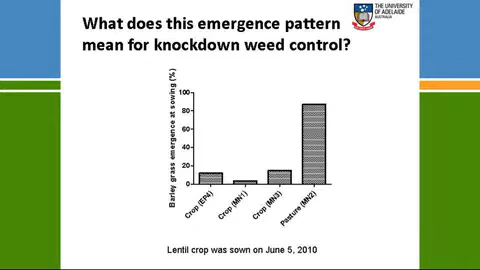 What does this emergence pattern
mean for knockdown weed control?
THE UNIVERSITY
OF ADELAIDE
AUSTRALIA
Barley grass emergence at sowing (%)
100
80
60
40
20
0
Crop (EP4)
Crop (MN1)
Crop (MN3)
Pasture (MN2)
Lentil crop was sown on June 5, 2010